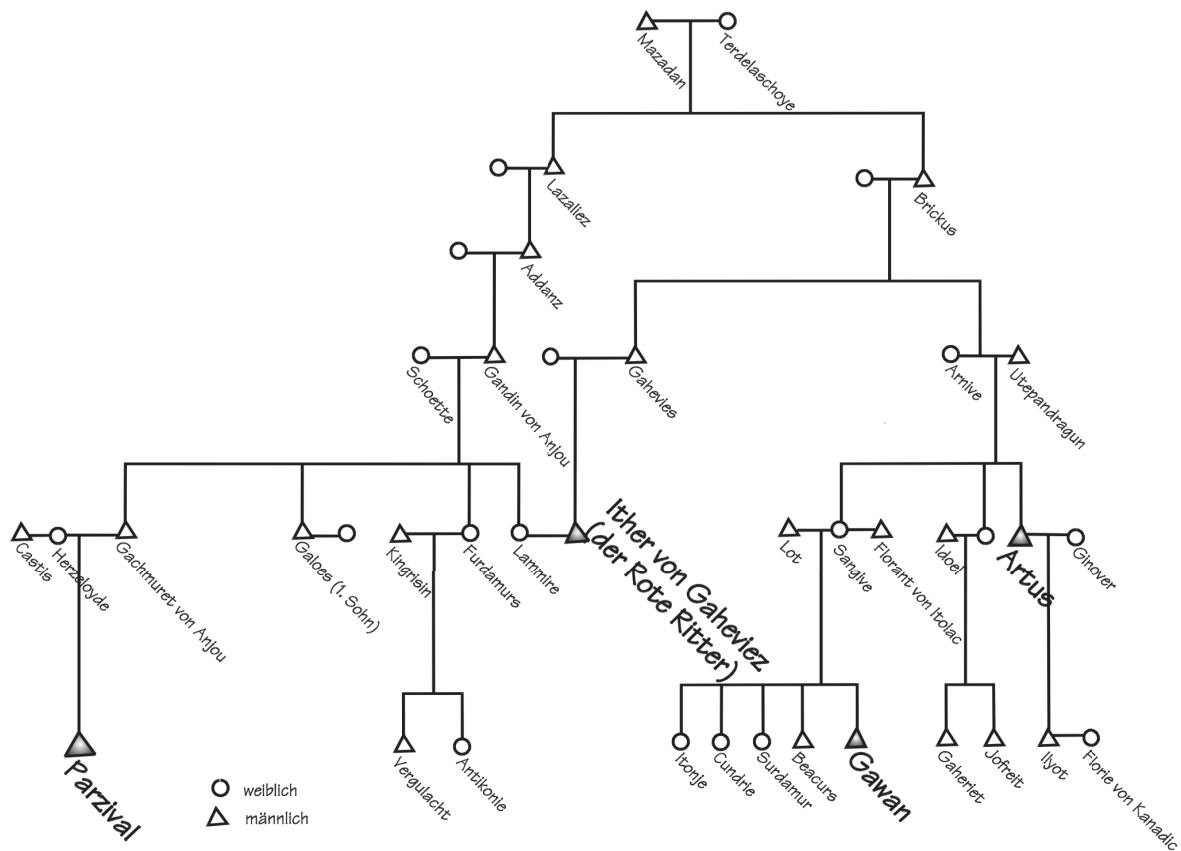 Mazadan
Terdelaschoye
Lazaliez
Brickus
Addanz
Schoette
Gandin von Anjou
Gahevies
Arnive
Utepandragun
Castis
Herzeloyde
Gachmuret von Anjou
Galoes (1. Sohn)
Kingrisin
Furdamurs
Lammire
Ither von Gaheviez
(der Rote Ritter)
Lot
Sangive
Florant von Itolac
Idoel
Artus
Ginover
Parzival
Vergulacht
Antikonie
Itonje
Cundrie
Surdamur
Beacurs
Gawan
Gaheriet
Jofreit
Ilyot
Florie von Kanadic
weiblich
männlich